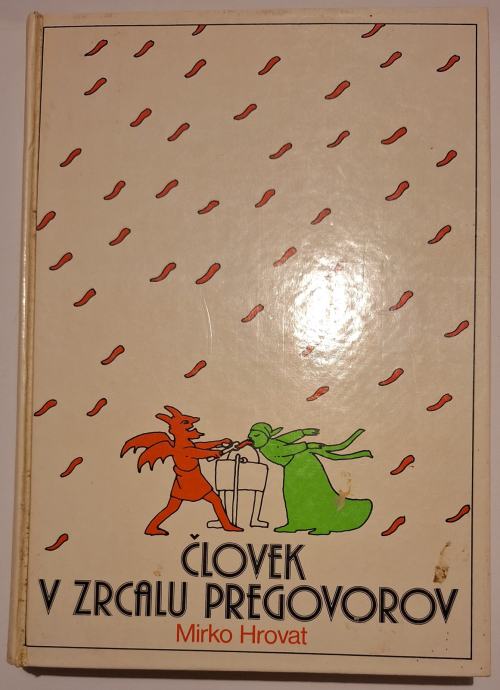 ČLOVEK
V ZRCALU PREGOVOROV
Mirko Hrovat